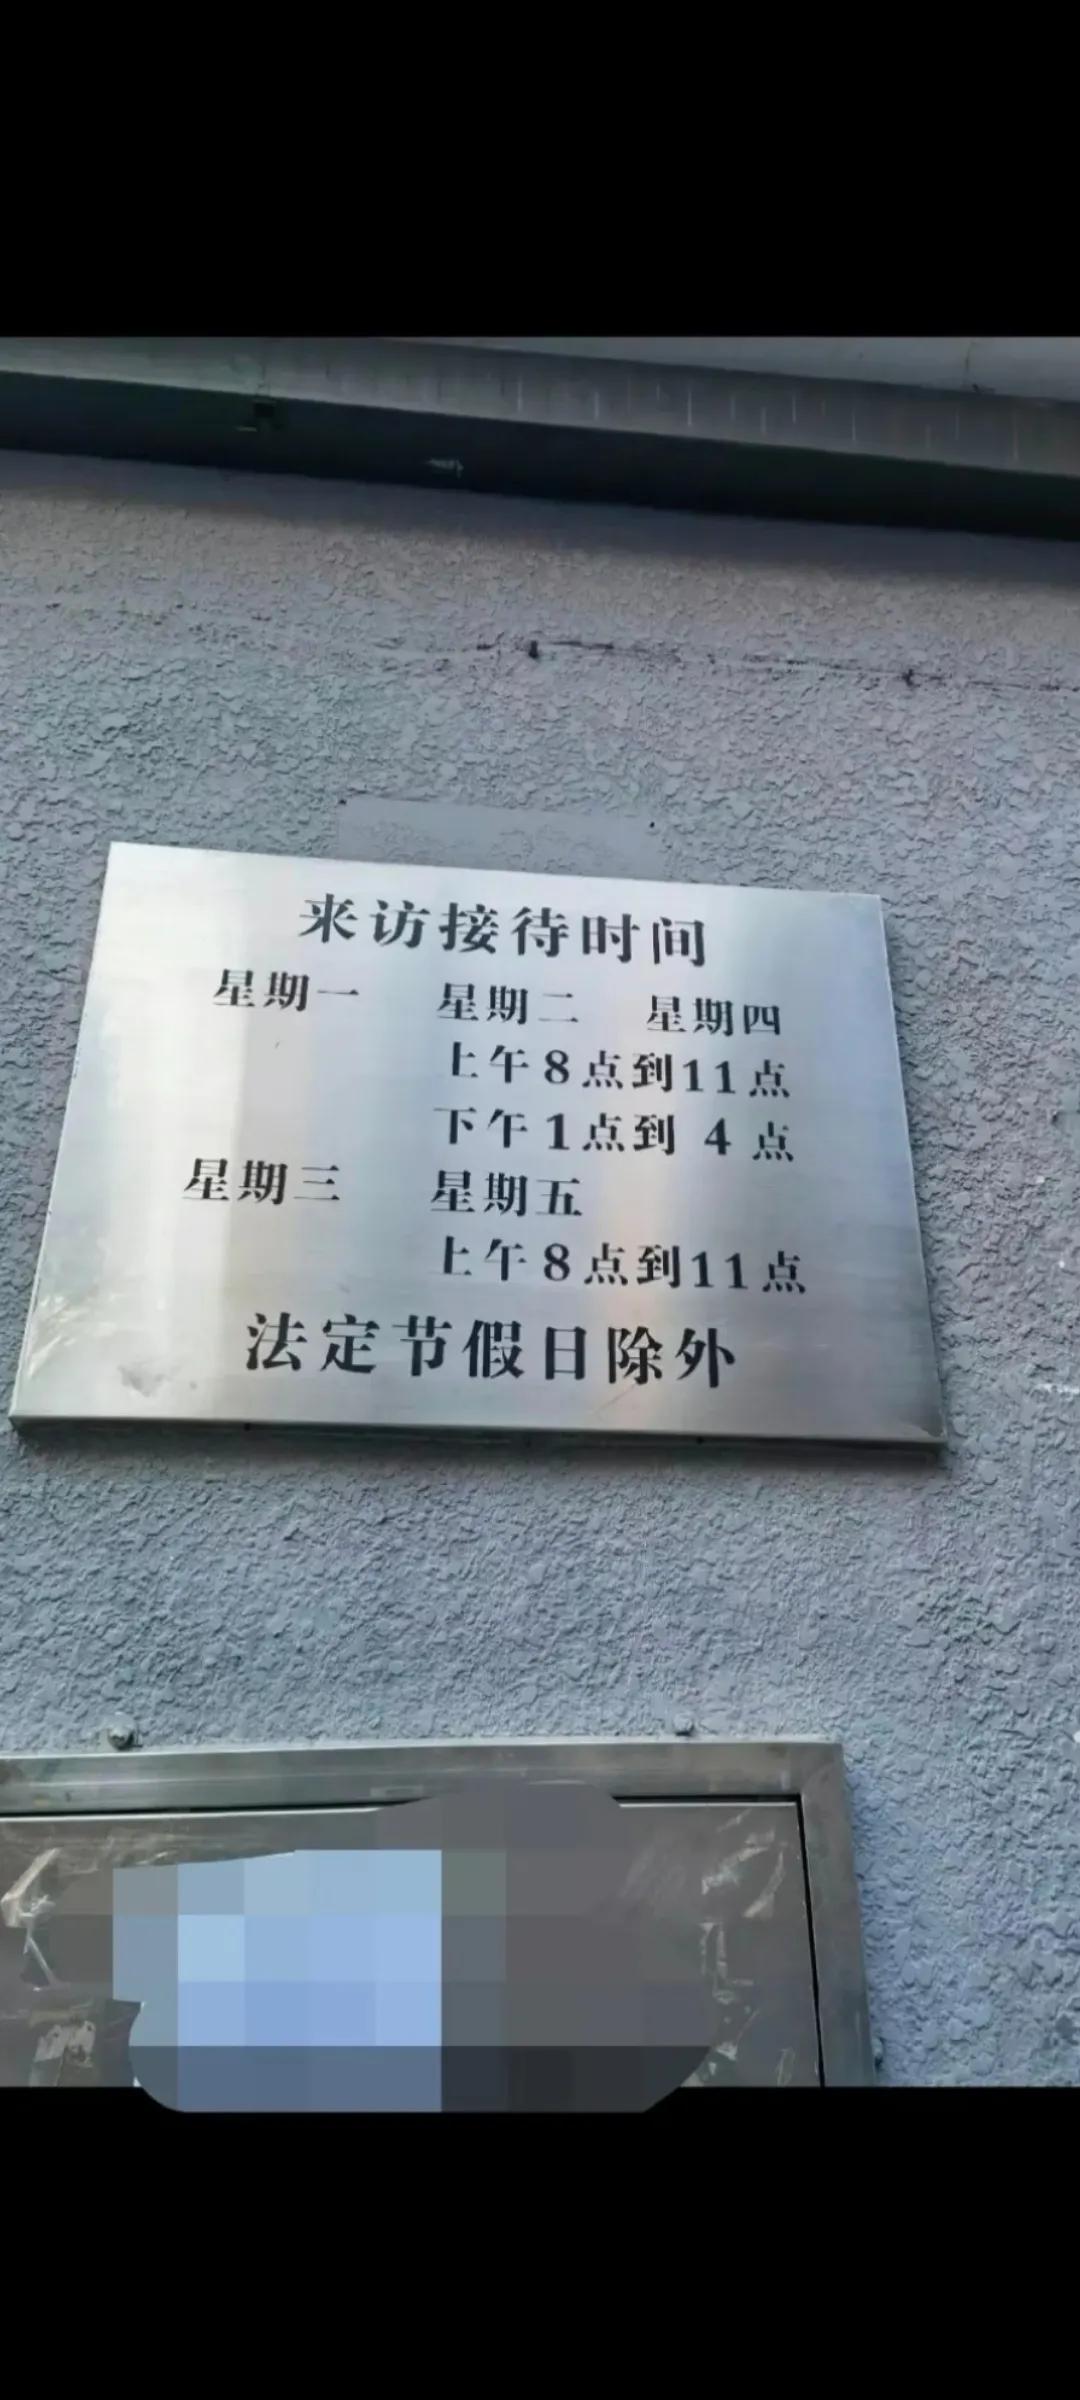 来访接待时间
星期一 星期二 星期四
上午8点到11点
下午1点到4点
星期三 星期五
上午8点到11点
法定节假日除外